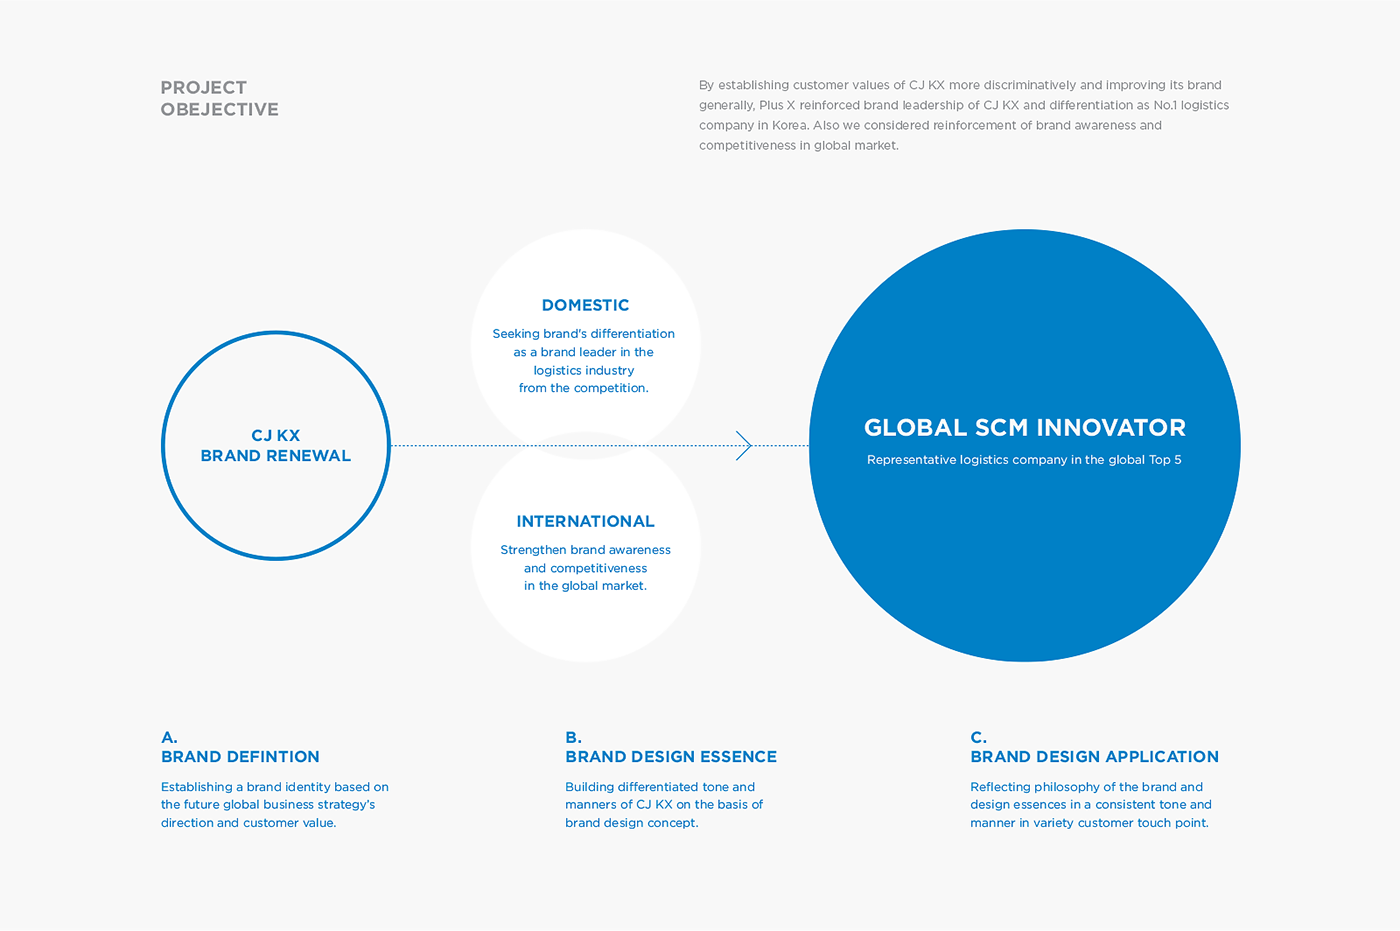 PROJECT
OBEJECTIVE
By establishing customer values of CJ KX more discriminatively and improving its brand
generally, Plus X reinforced brand leadership of CJ KX and differentiation as No.1 logistics
company in Korea. Also we considered reinforcement of brand awareness and
competitiveness in global market.
CJ KX
BRAND RENEWAL
DOMESTIC
Seeking brand's differentiation
as a brand leader in the
logistics industry
from the competition.
INTERNATIONAL
Strengthen brand awareness
and competitiveness
in the global market.
GLOBAL SCM INNOVATOR
Representative logistics company in the global Top 5
A.
BRAND DEFINTION
Establishing a brand identity based on
the future global business strategy's
direction and customer value.
B.
BRAND DESIGN ESSENCE
Building differentiated tone and
manners of CJ KX on the basis of
brand design concept.
C.
BRAND DESIGN APPLICATION
Reflecting philosophy of the brand and
design essences in a consistent tone and
manner in variety customer touch point.